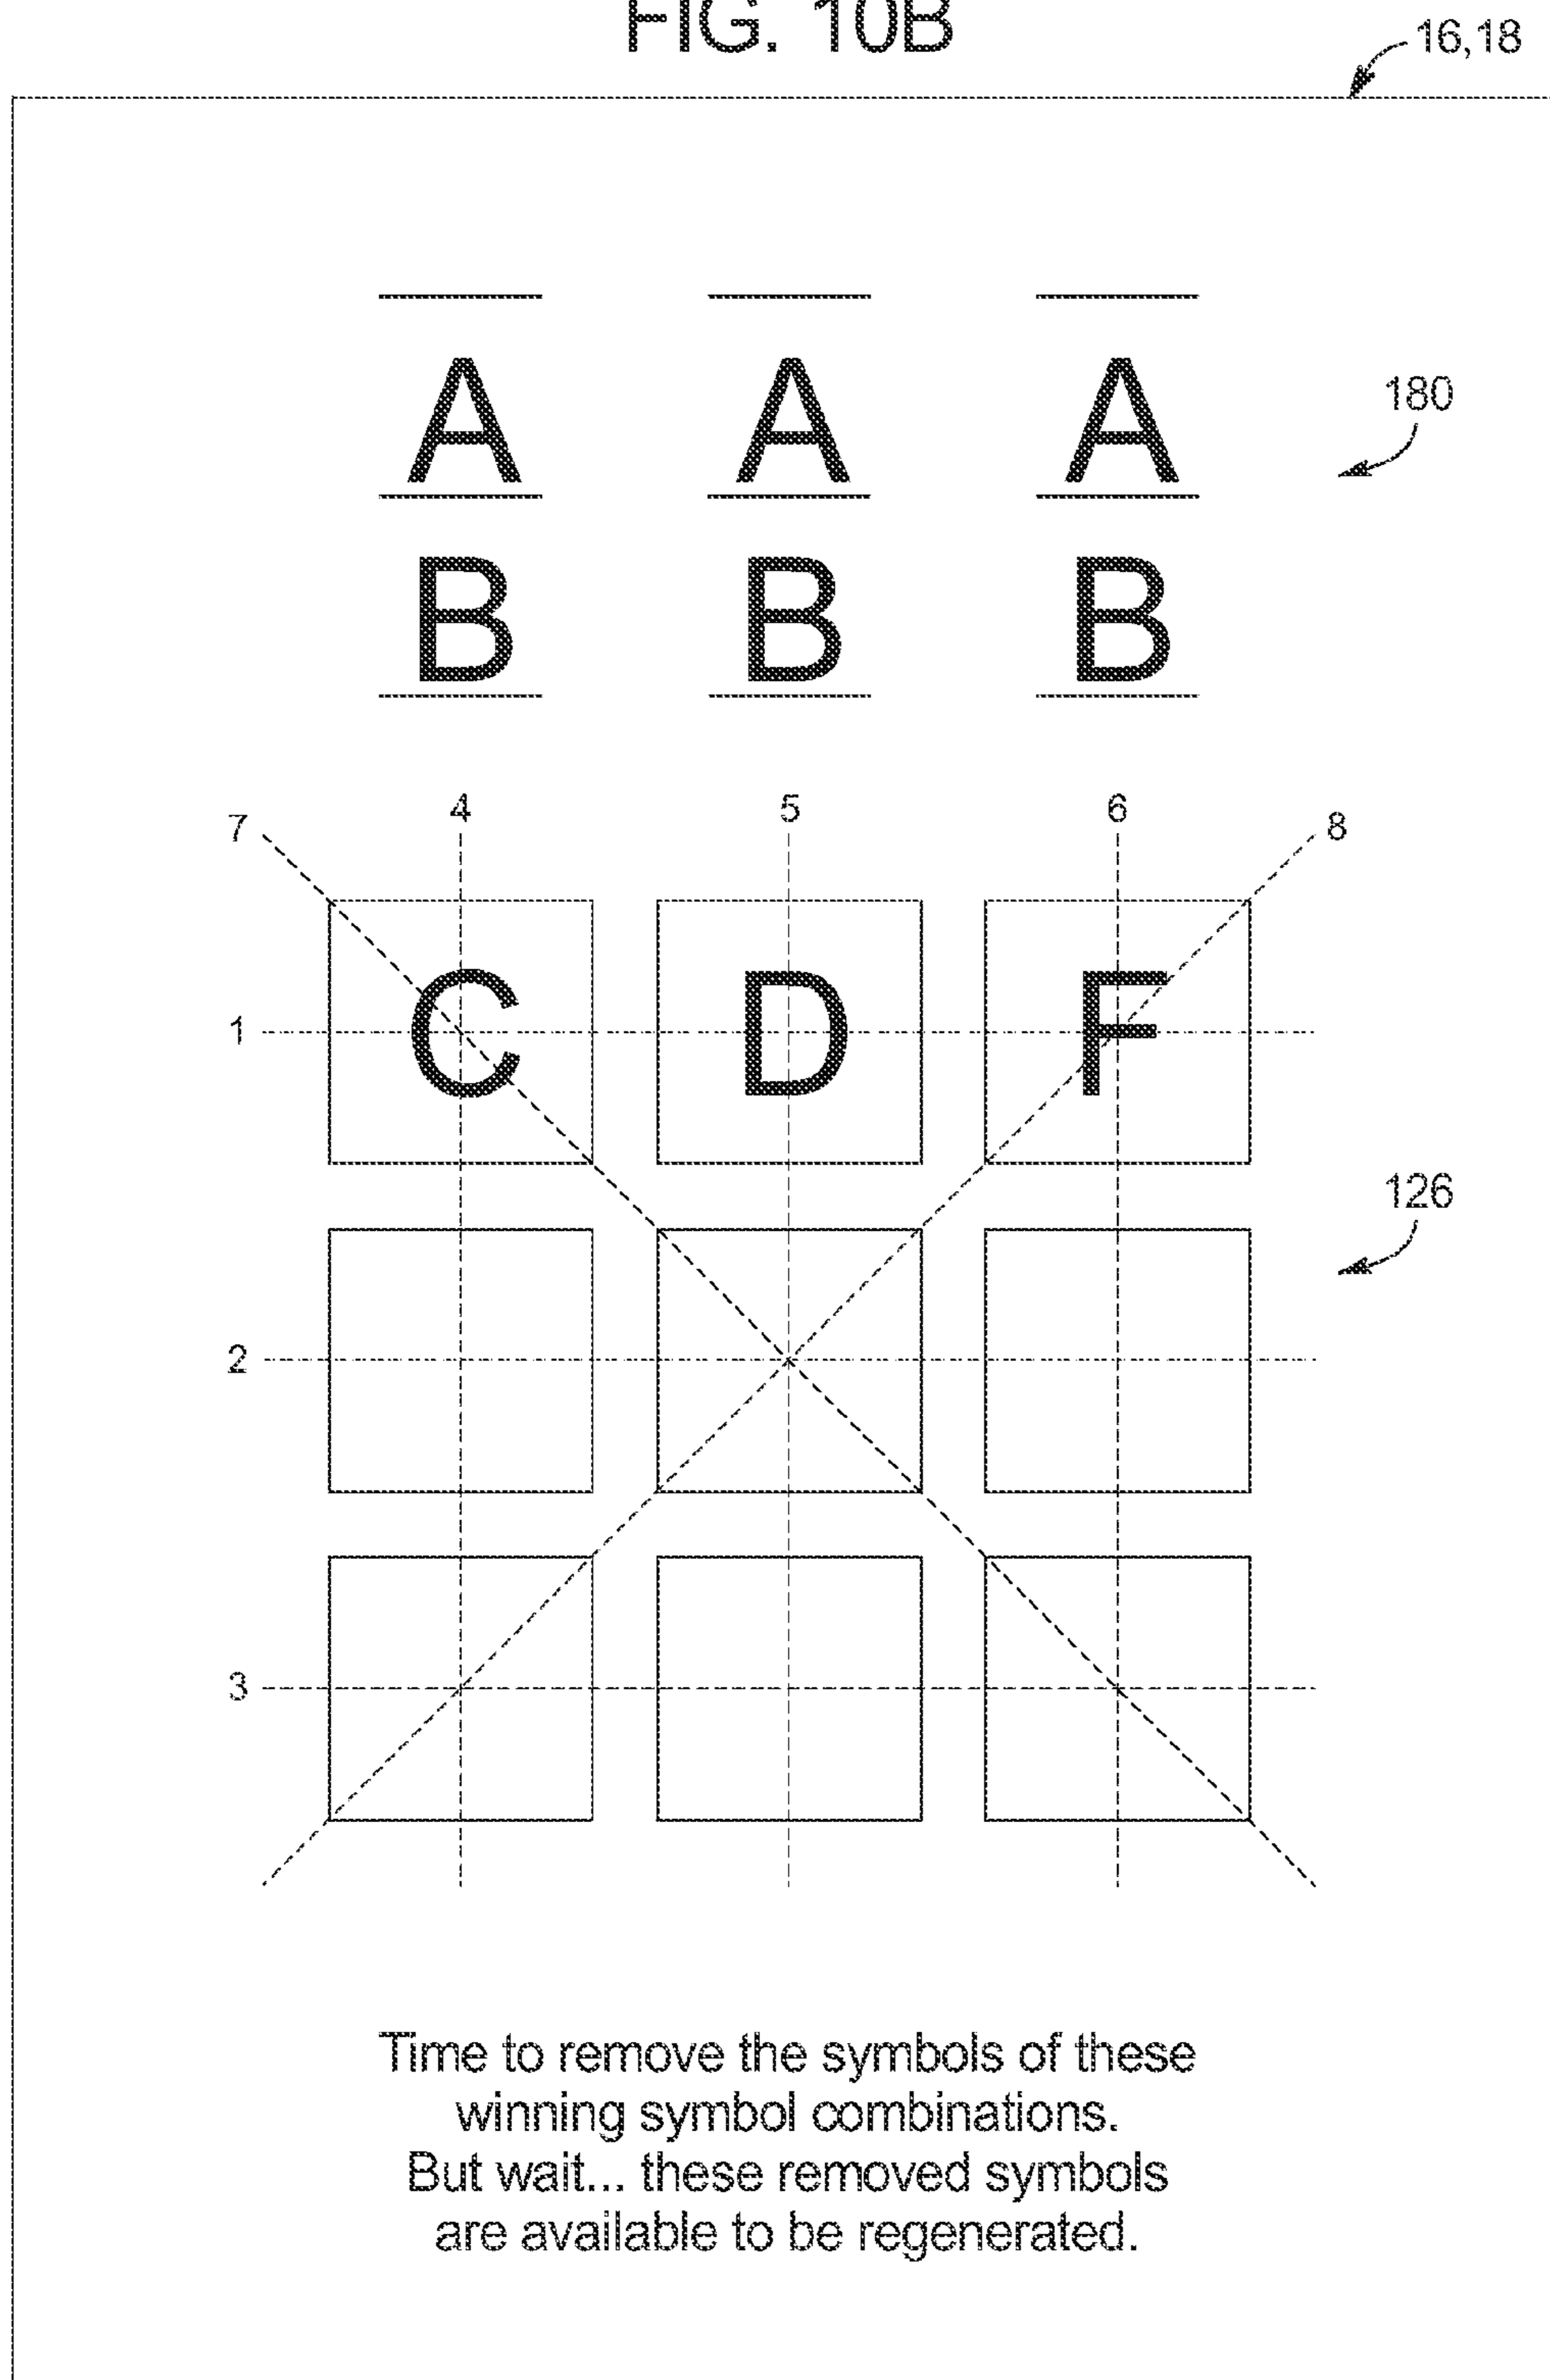 FIG. 10B
16,18
A A A
180
B B B
7 4 5 6 8
1 C D F
126
2
3
Time to remove the symbols of these
winning symbol combinations.
But wait... these removed symbols
are available to be regenerated.